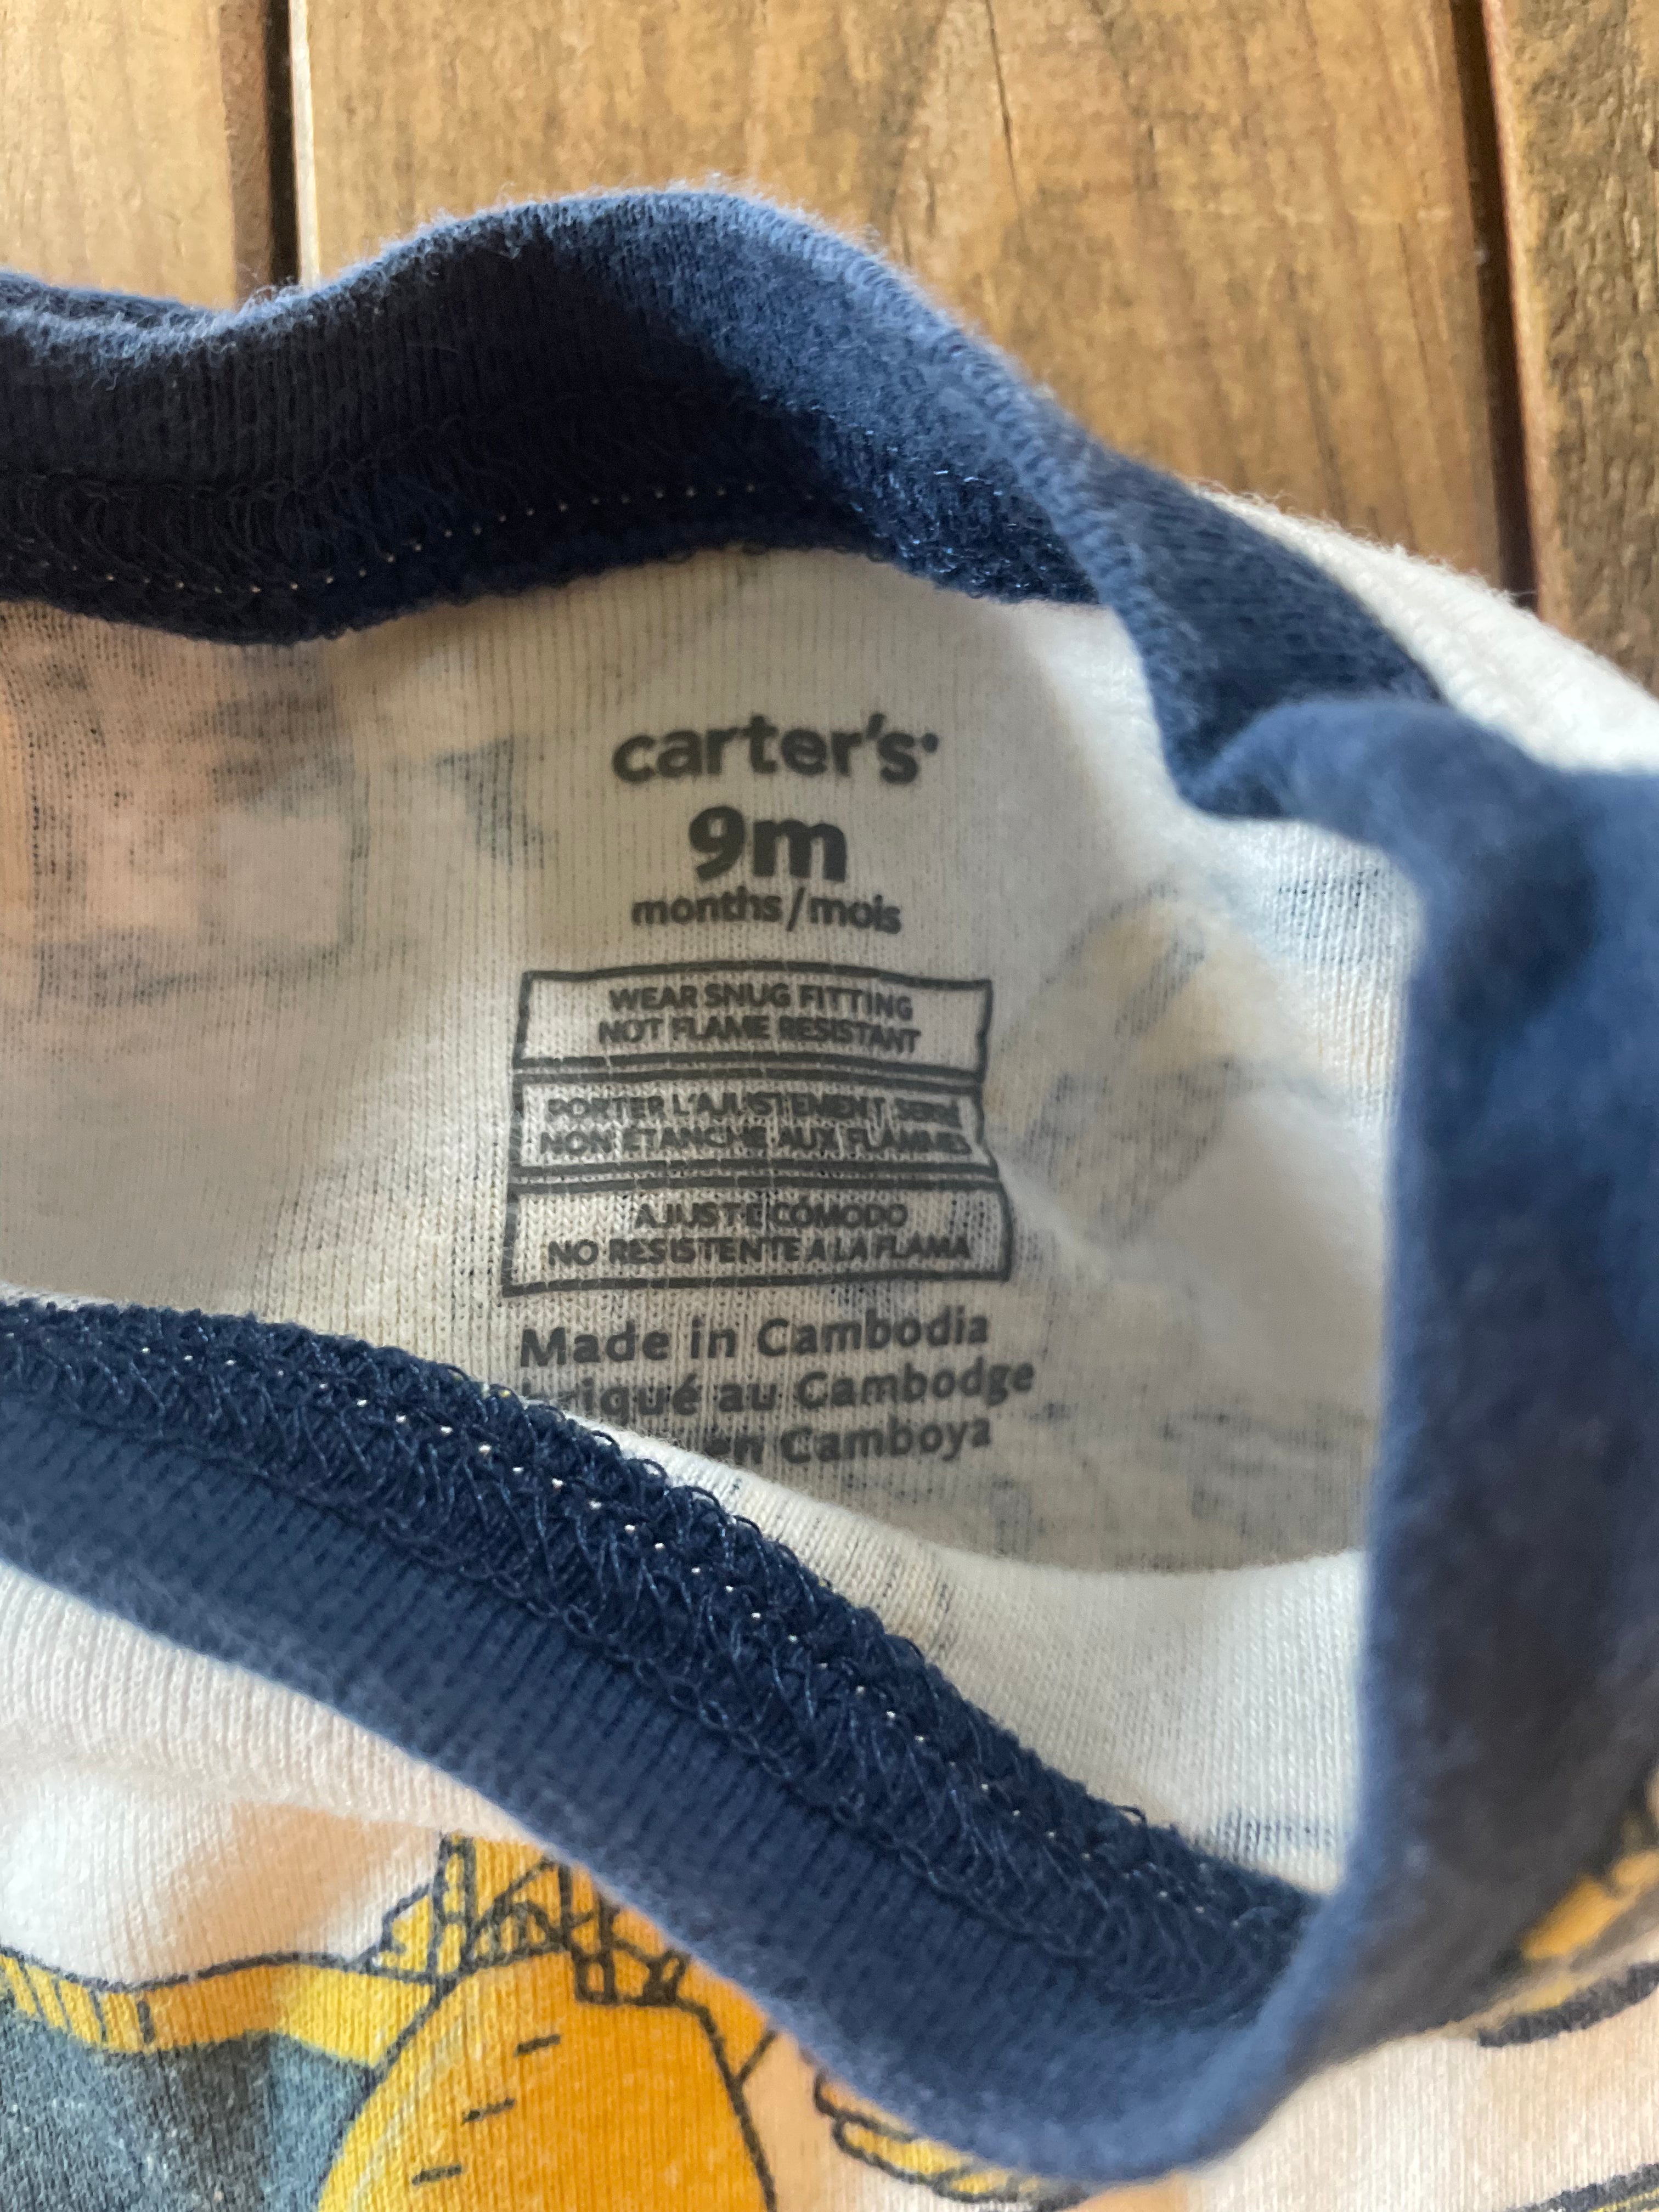 carter's
9m
months/mois
WEAR SNUG FITTING
NOT FLAME RESISTANT
PORTER L'AJUSTEMENT SERRÉ
NON ÉTANCHE AUX FLAMMES
AJUSTE CÓMODO
NO RESISTENTE A LA FLAMA
Made in Cambodia
au Cambodge
en Camboya